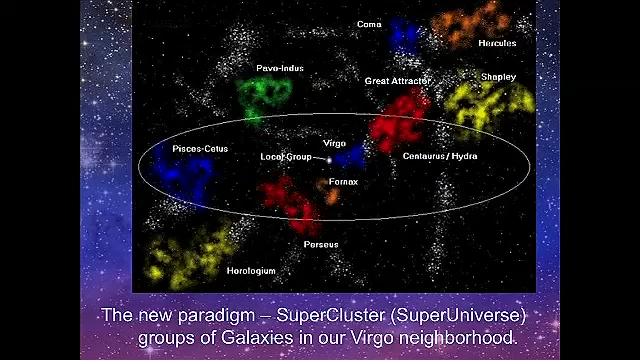 Coma
Hercules
Pavo-Indus
Great Attractor
Shapley
Pisces-Cetus
Virgo
Local Group
Centaurus / Hydra
Fornax
Perseus
Horologium
The new paradigm – SuperCluster (SuperUniverse)
groups of Galaxies in our Virgo neighborhood.